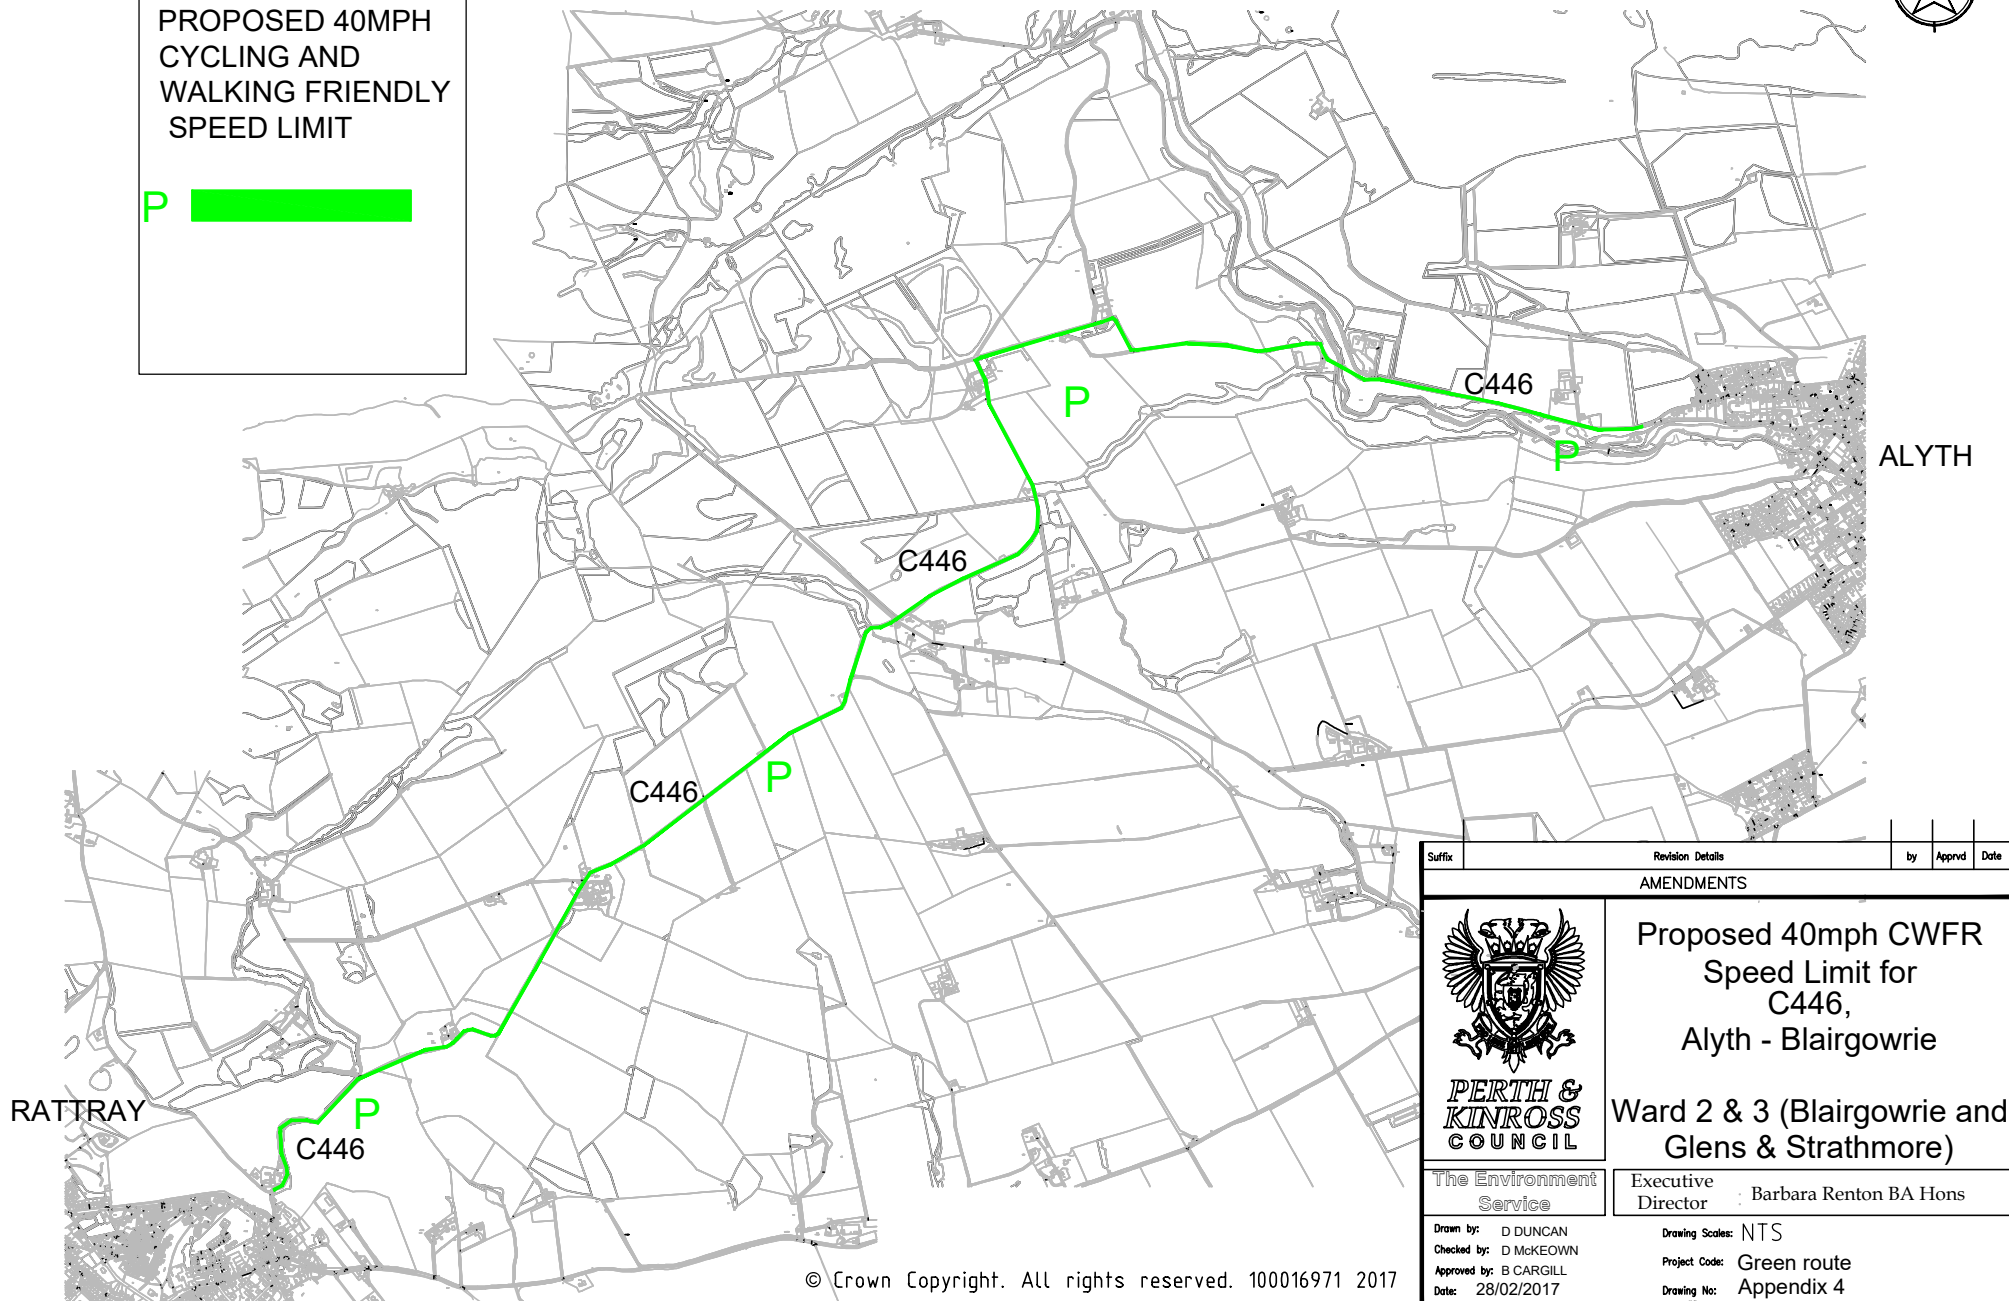 PROPOSED 40MPH
CYCLING AND
WALKING FRIENDLY
SPEED LIMIT
P
C446
P
P
ALYTH
C446
C446
P
RATTRAY
P
C446
Suffix Revision Details by Apprvd Date
AMENDMENTS
PERTH &
KINROSS
COUNCIL
Proposed 40mph CWFR
Speed Limit for
C446,
Alyth - Blairgowrie
Ward 2 & 3 (Blairgowrie and
Glens & Strathmore)
The Environment
Service
Executive
Director : Barbara Renton BA Hons
Drawn by: D DUNCAN
Checked by: D McKEOWN
Approved by: B CARGILL
Date: 28/02/2017
Drawing Scales: NTS
Project Code: Green route
Drawing No: Appendix 4
© Crown Copyright. All rights reserved. 100016971 2017